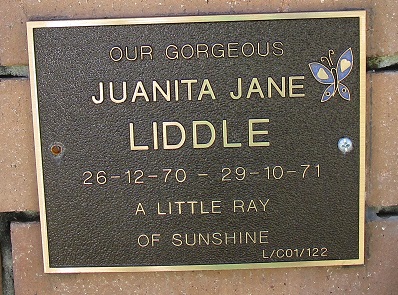 OUR GORGEOUS
JUANITA JANE
LIDDLE
26-12-70 - 29-10-71
A LITTLE RAY
OF SUNSHINE
L/C01/122